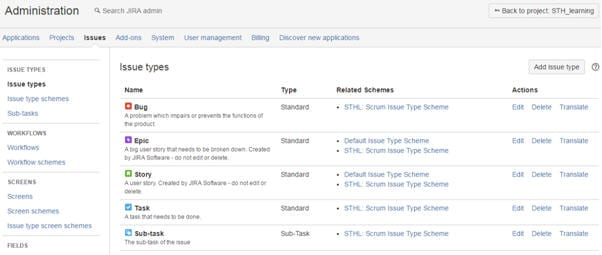 Administration
Search JIRA admin
Back to project: STH_learning
Applications Projects Issues Add-ons System User management Billing Discover new applications
ISSUE TYPES
Issue types
Issue type schemes
Sub-tasks
WORKFLOWS
Workflows
Workflow schemes
SCREENS
Screens
Screen schemes
Issue type screen schemes
FIELDS
Issue types
Add issue type
Name Type Related Schemes Actions
Bug Standard • STHL: Scrum Issue Type Scheme Edit Delete Translate
A problem which impairs or prevents the functions of
the product.
Epic Standard • Default Issue Type Scheme Edit Delete Translate
A big user story that needs to be broken down. Created • STHL: Scrum Issue Type Scheme
by JIRA Software - do not edit or delete.
Story Standard • Default Issue Type Scheme Edit Delete Translate
A user story. Created by JIRA Software - do not edit or • STHL: Scrum Issue Type Scheme
delete.
Task Standard • STHL: Scrum Issue Type Scheme Edit Delete Translate
A task that needs to be done.
Sub-task Sub-Task • STHL: Scrum Issue Type Scheme Edit Delete Translate
The sub-task of the issue